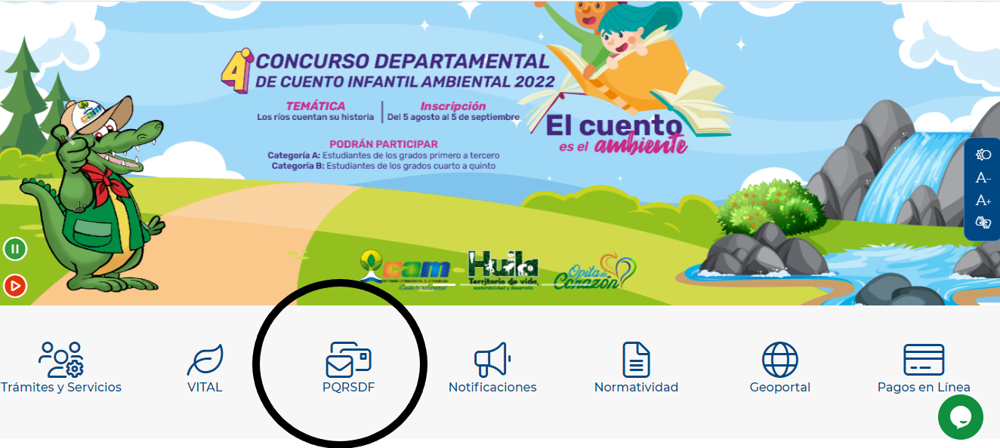 4º CONCURSO DEPARTAMENTAL
DE CUENTO INFANTIL AMBIENTAL 2022
TEMÁTICA
Los ríos cuentan su historia
Inscripción
Del 5 agosto al 5 de septiembre
PODRÁN PARTICIPAR
Categoría A: Estudiantes de los grados primero a tercero
Categoría B: Estudiantes de los grados cuarto a quinto
El cuento
es el ambiente
cam
A-
A+
cam
Huila
Territorio de vida,
sostenibilidad y desarrollo
Opita de
Corazón
Trámites y Servicios
VITAL
PQRSDF
Notificaciones
Normatividad
Geoportal
Pagos en Línea